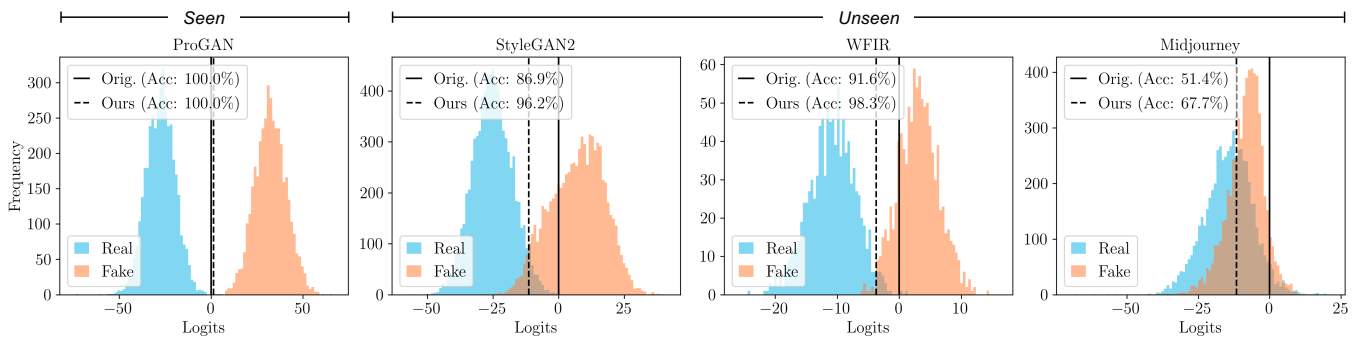 Seen
Unseen
ProGAN
Orig. (Acc: 100.0%)
Ours (Acc: 100.0%)
Real
Fake
Frequency
300
250
200
150
100
50
0
−50 0 50
Logits
StyleGAN2
Orig. (Acc: 86.9%)
Ours (Acc: 96.2%)
Real
Fake
400
300
200
100
0
−50 −25 0 25
Logits
WFIR
Orig. (Acc: 91.6%)
Ours (Acc: 98.3%)
Real
Fake
60
50
40
30
20
10
0
−20 −10 0 10
Logits
Midjourney
Orig. (Acc: 51.4%)
Ours (Acc: 67.7%)
Real
Fake
400
300
200
100
0
−50 −25 0 25
Logits